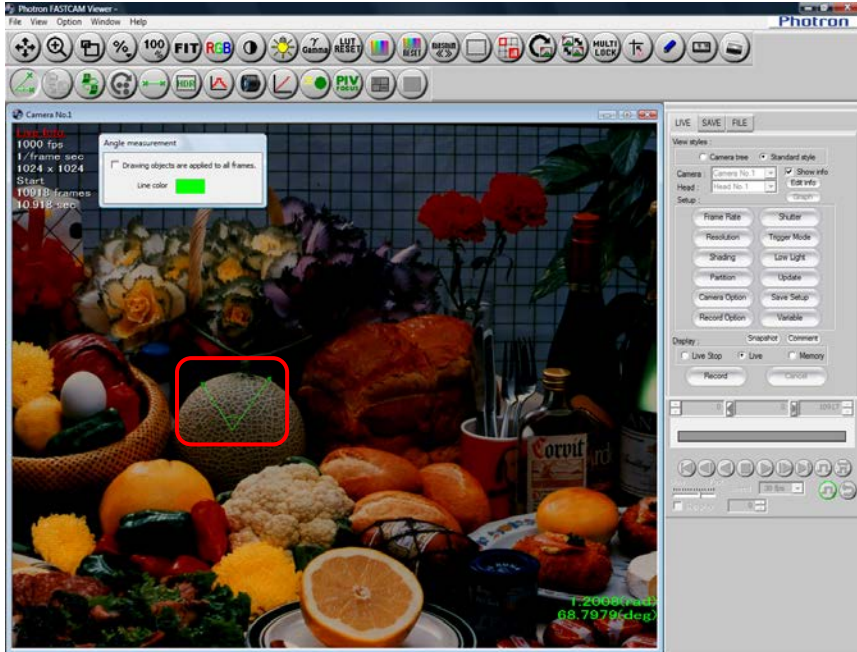 Photron FASTCAM Viewer -
File View Option Window Help
Photron
% 100% FIT RGB γ Gamma LUT RESET RESET MULTI LOCK
HDR PIV FOCUS
Camera No.1
Live Info
1000 fps
1/frame sec
1024 x 1024
Start
10918 frames
10.918 sec
Angle measurement
Drawing objects are applied to all frames.
Line color
Corvit
1.2008(rad)
68.7979(deg)
LIVE SAVE FILE
View styles :
Camera tree Standard style
Camera : Camera No.1 Show info
Head : Head No.1 Edit info
Graph
Setup :
Frame Rate Shutter
Resolution Trigger Mode
Shading Low Light
Partition Update
Camera Option Save Setup
Record Option Variable
Display : Snapshot Comment
Live Stop Live Memory
Record Cancel
0 0
30 fps
0